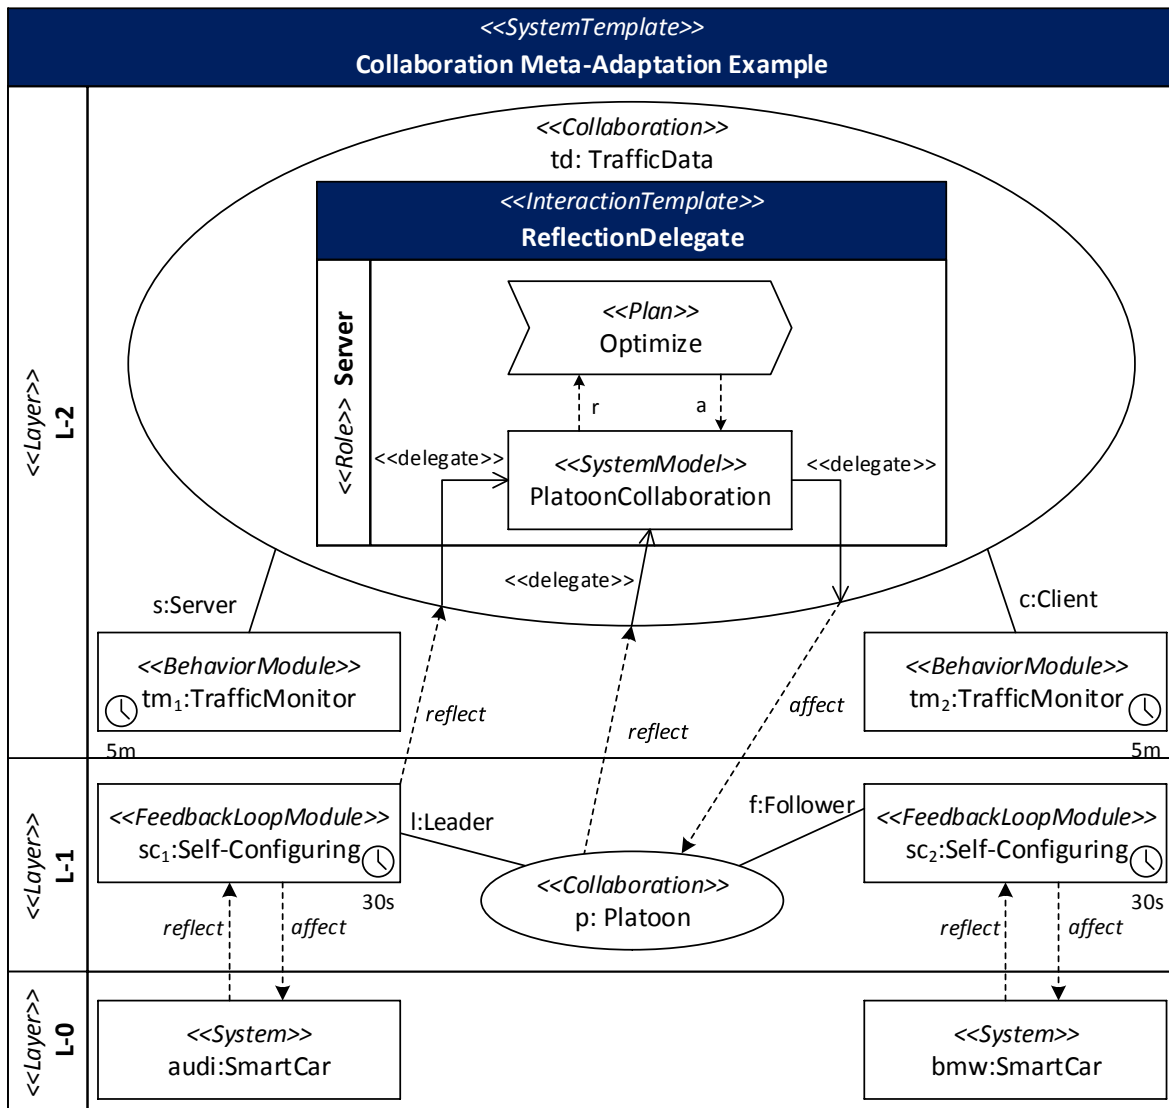 <<SystemTemplate>>
Collaboration Meta-Adaptation Example
<<Layer>>
L-2
<<Collaboration>>
td: TrafficData
<<InteractionTemplate>>
ReflectionDelegate
<<Role>> Server
<<Plan>>
Optimize
r
a
<<delegate>>
<<SystemModel>>
PlatoonCollaboration
<<delegate>>
<<delegate>>
s:Server
c:Client
<<BehaviorModule>>
tm1:TrafficMonitor
5m
<<BehaviorModule>>
tm2:TrafficMonitor
5m
reflect
reflect
affect
<<Layer>>
L-1
<<FeedbackLoopModule>>
sc1:Self-Configuring
30s
l:Leader
f:Follower
<<FeedbackLoopModule>>
sc2:Self-Configuring
30s
<<Collaboration>>
p: Platoon
reflect
affect
reflect
affect
<<Layer>>
L-0
<<System>>
audi:SmartCar
<<System>>
bmw:SmartCar